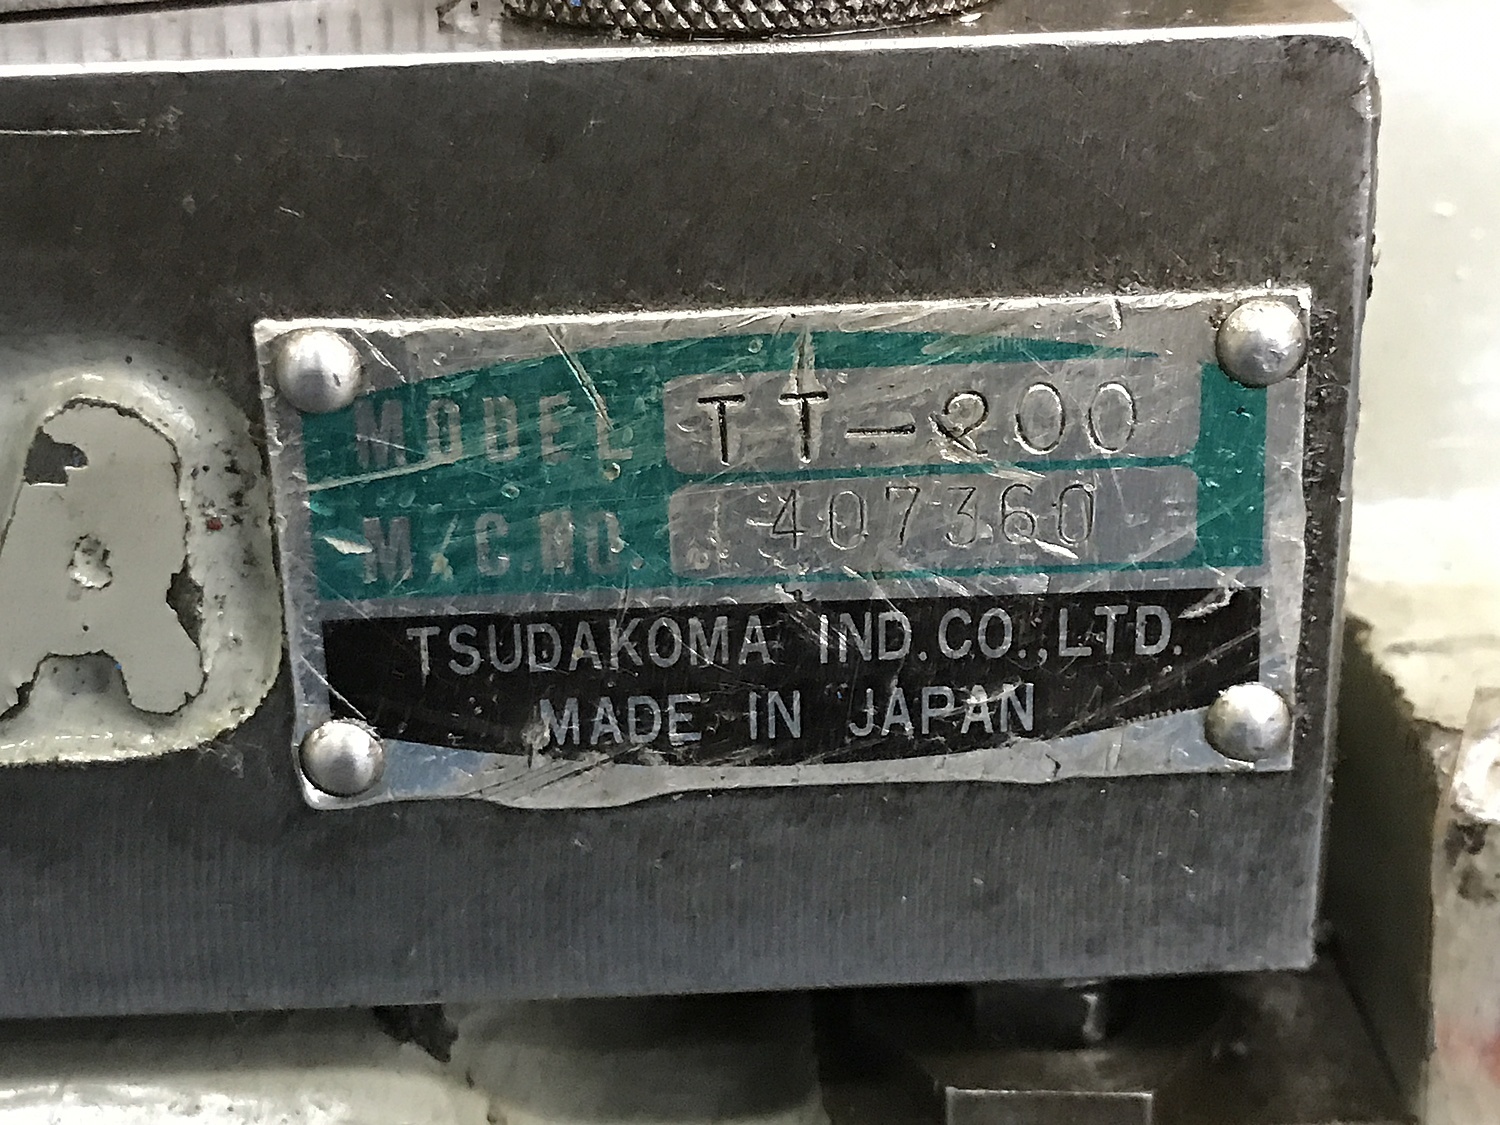 A
MODEL TT-200
M/C.NO. 407360
TSUDAKOMA IND.CO.,LTD.
MADE IN JAPAN